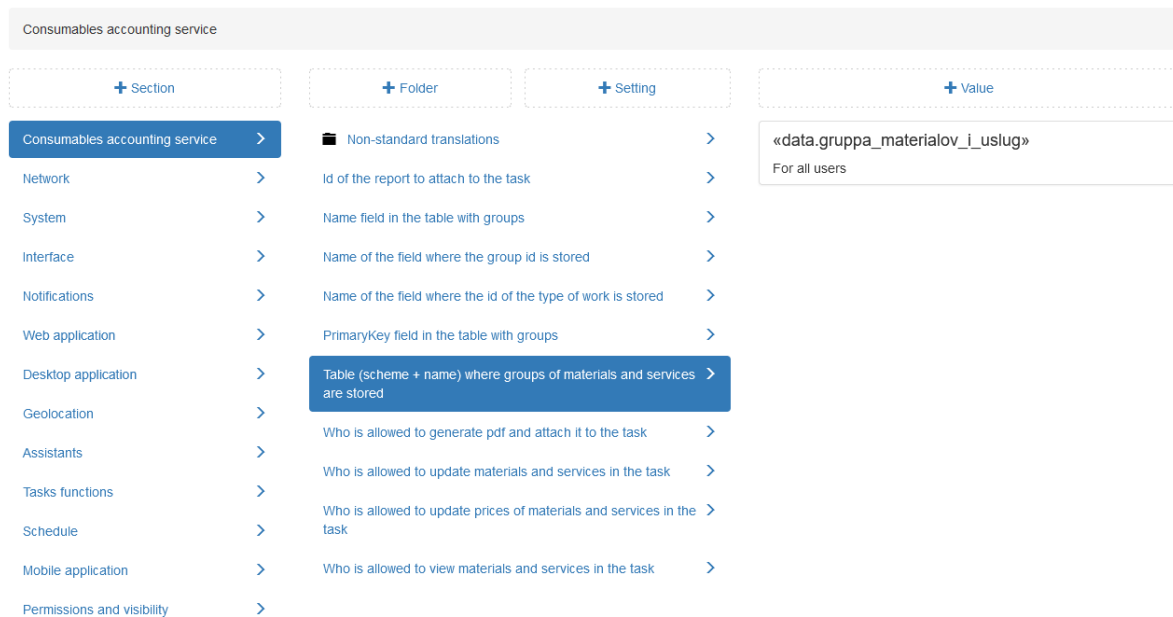 Consumables accounting service
+ Section
+ Folder
+ Setting
+ Value
Consumables accounting service
Network
System
Interface
Notifications
Web application
Desktop application
Geolocation
Assistants
Tasks functions
Schedule
Mobile application
Permissions and visibility
Non-standard translations
Id of the report to attach to the task
Name field in the table with groups
Name of the field where the group id is stored
Name of the field where the id of the type of work is stored
PrimaryKey field in the table with groups
Table (scheme + name) where groups of materials and services
are stored
Who is allowed to generate pdf and attach it to the task
Who is allowed to update materials and services in the task
Who is allowed to update prices of materials and services in the
task
Who is allowed to view materials and services in the task
«data.gruppa_materialov_i_uslug»
For all users